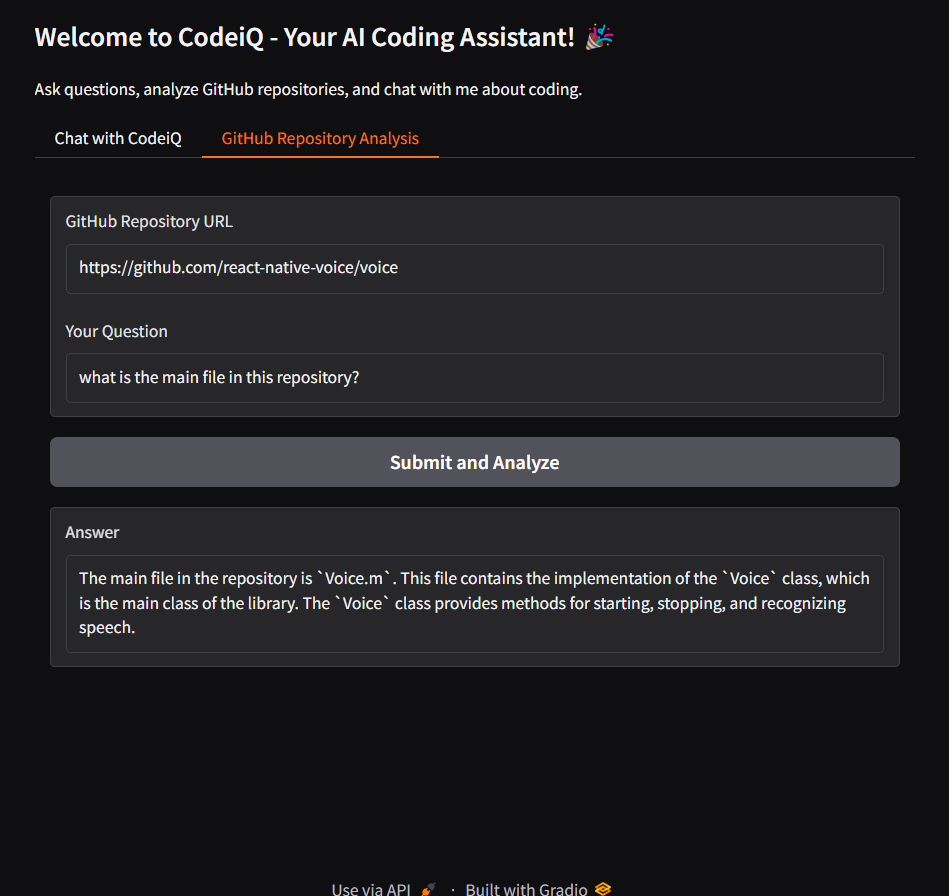 Welcome to CodeiQ - Your AI Coding Assistant! 🎉
Ask questions, analyze GitHub repositories, and chat with me about coding.
Chat with CodeiQ
GitHub Repository Analysis
GitHub Repository URL
https://github.com/react-native-voice/voice
Your Question
what is the main file in this repository?
Submit and Analyze
Answer
The main file in the repository is `Voice.m`. This file contains the implementation of the `Voice` class, which
is the main class of the library. The `Voice` class provides methods for starting, stopping, and recognizing
speech.
Use via API 🚀 · Built with Gradio